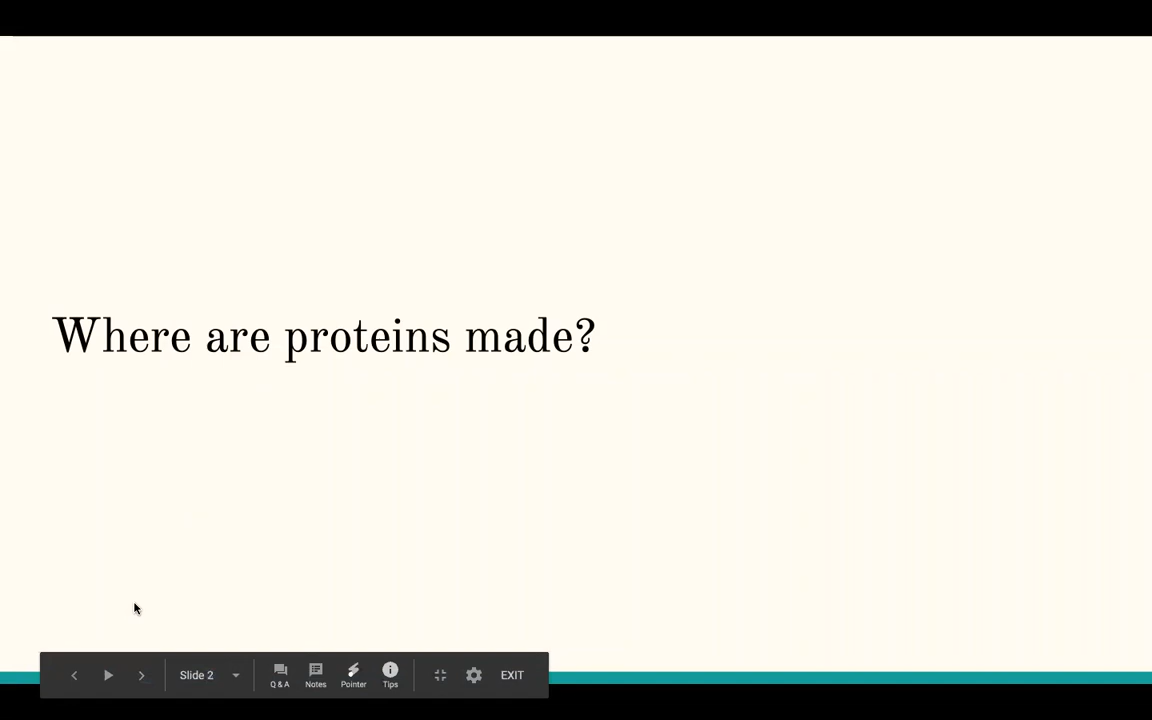 Where are proteins made?
Slide 2
Q & A
Notes
Pointer
Tips
EXIT